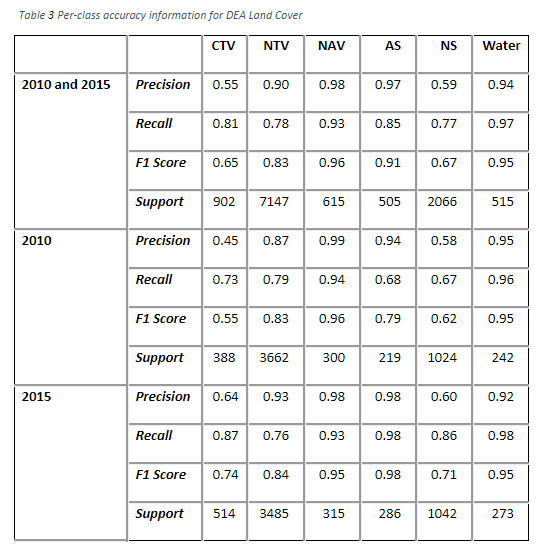 Table 3 Per-class accuracy information for DEA Land Cover
CTV NTV NAV AS NS Water
2010 and 2015 Precision 0.55 0.90 0.98 0.97 0.59 0.94
Recall 0.81 0.78 0.93 0.85 0.77 0.97
F1 Score 0.65 0.83 0.96 0.91 0.67 0.95
Support 902 7147 615 505 2066 515
2010 Precision 0.45 0.87 0.99 0.94 0.58 0.95
Recall 0.73 0.79 0.94 0.68 0.67 0.96
F1 Score 0.55 0.83 0.96 0.79 0.62 0.95
Support 388 3662 300 219 1024 242
2015 Precision 0.64 0.93 0.98 0.98 0.60 0.92
Recall 0.87 0.76 0.93 0.98 0.86 0.98
F1 Score 0.74 0.84 0.95 0.98 0.71 0.95
Support 514 3485 315 286 1042 273